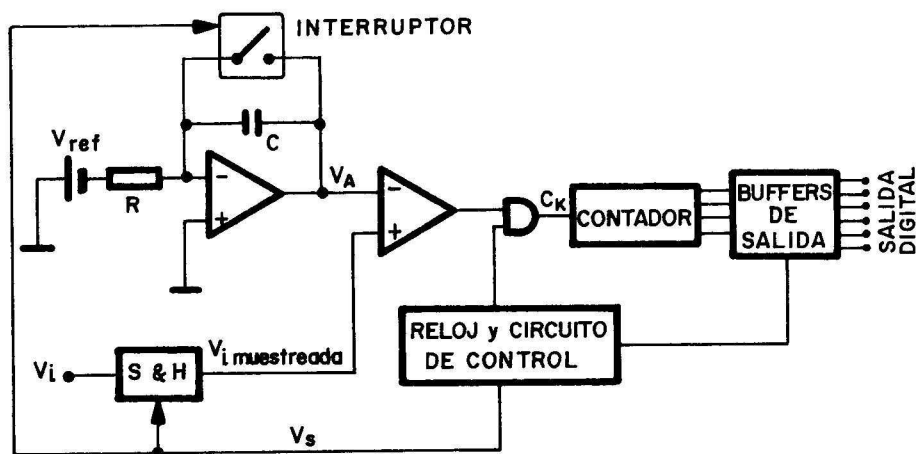 INTERRUPTOR
Vref
R
C
-
+
VA
-
+
CK
CONTADOR
BUFFERS
DE
SALIDA
SALIDA
DIGITAL
Vi
S & H
Vi muestreada
RELOJ y CIRCUITO
DE CONTROL
Vs